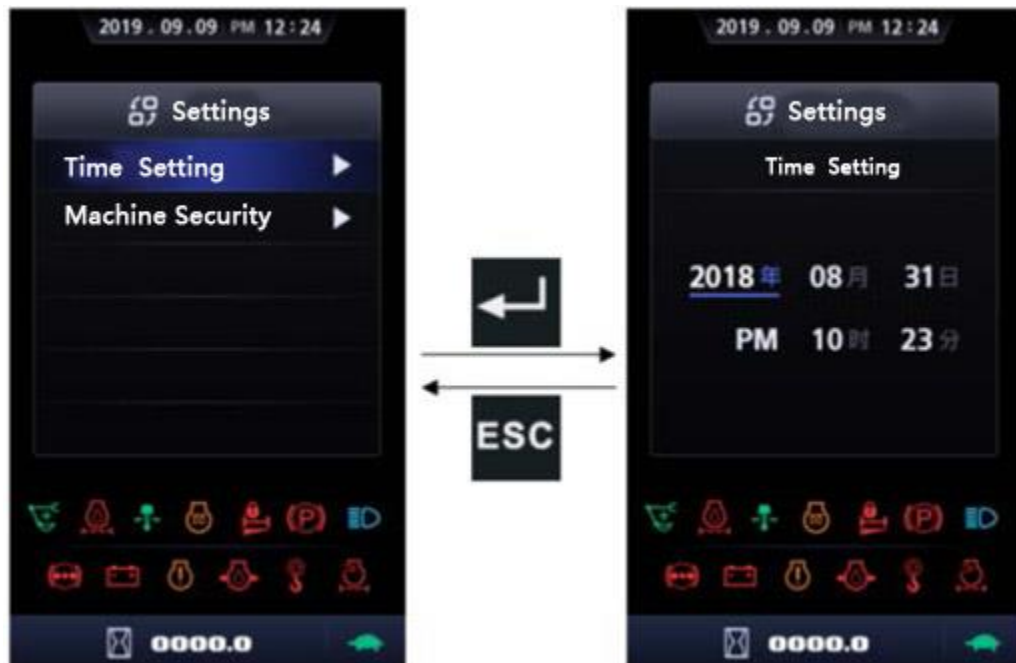 2019 . 09 . 09 PM 12 : 24
Settings
Time Setting
Machine Security
0000.0
ESC
2019 . 09 . 09 PM 12 : 24
Settings
Time Setting
2018 年 08 月 31 日
PM 10 时 23 分
0000.0